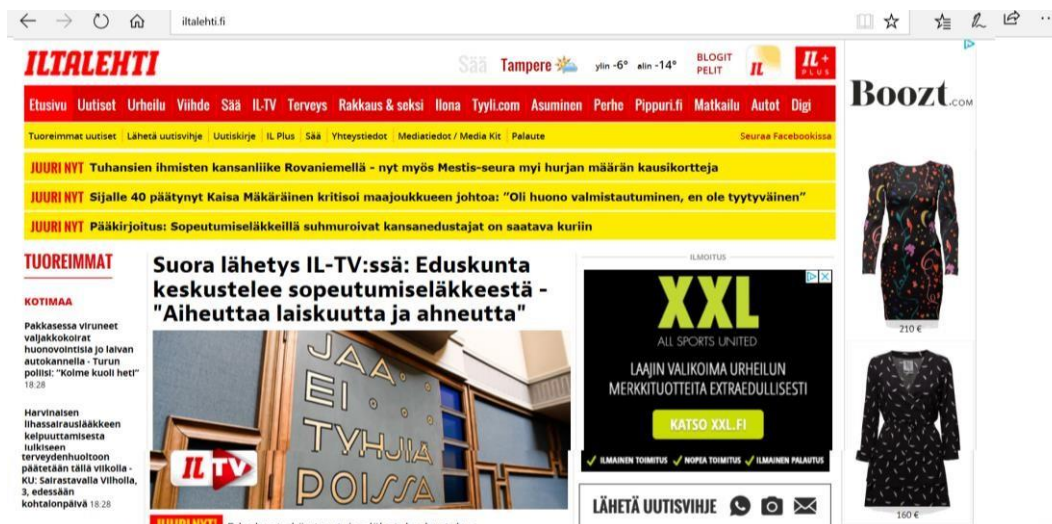 iltalehti.fi
ILTALEHTI
Sää Tampere ylin -6° alin -14°
BLOGIT
PELIT
IL
IL+
PLUS
Etusivu Uutiset Urheilu Viihde Sää IL-TV Terveys Rakkaus & seksi Ilona Tyyli.com Asuminen Perhe Pippuri.fi Matkailu Autot Digi
Tuoreimmat uutiset Lähetä uutisvihje Uutiskirje IL Plus Sää Yhteystiedot Mediatiedot / Media Kit Palaute Seuraa Facebookissa
JUURI NYT Tuhansien ihmisten kansanliike Rovaniemellä - nyt myös Mestis-seura myi hurjan määrän kausikortteja
JUURI NYT Sijalle 40 päätynyt Kaisa Mäkäräinen kritisoi maajoukkueen johtoa: "Oli huono valmistautuminen, en ole tyytyväinen"
JUURI NYT Pääkirjoitus: Sopeutumiseläkkeillä suhmuroivat kansanedustajat on saatava kuriin
TUOREIMMAT
KOTIMAA
Pakkasessa viruneet
valjakkokoirat
huonovointisia jo laivan
autokannella - Turun
poliisi: "Kolme kuoli heti"
18:28
Harvinaisen
lihassairauslääkkeen
kelpuuttamisesta
julkiseen
terveydenhuoltoon
päätetään tällä viikolla -
KU: Sairastavalla Vilholla,
3, edessään
kohtalonpäivä 18:28
Suora lähetys IL-TV:ssä: Eduskunta
keskustelee sopeutumiseläkkeestä -
"Aiheuttaa laiskuutta ja ahneutta"
JAA
EI
TYHJIÄ
POISSA
IL TV
JUURI NYT!
ILMOITUS
XXL
ALL SPORTS UNITED
LAAJIN VALIKOIMA URHEILUN
MERKKITUOTTEITA EXTRAEDULLISESTI
KATSO XXL.FI
ILMAINEN TOIMITUS NOPEA TOIMITUS ILMAINEN PALAUTUS
LÄHETÄ UUTISVIHJE
BOOZT.COM
210 €
160 €